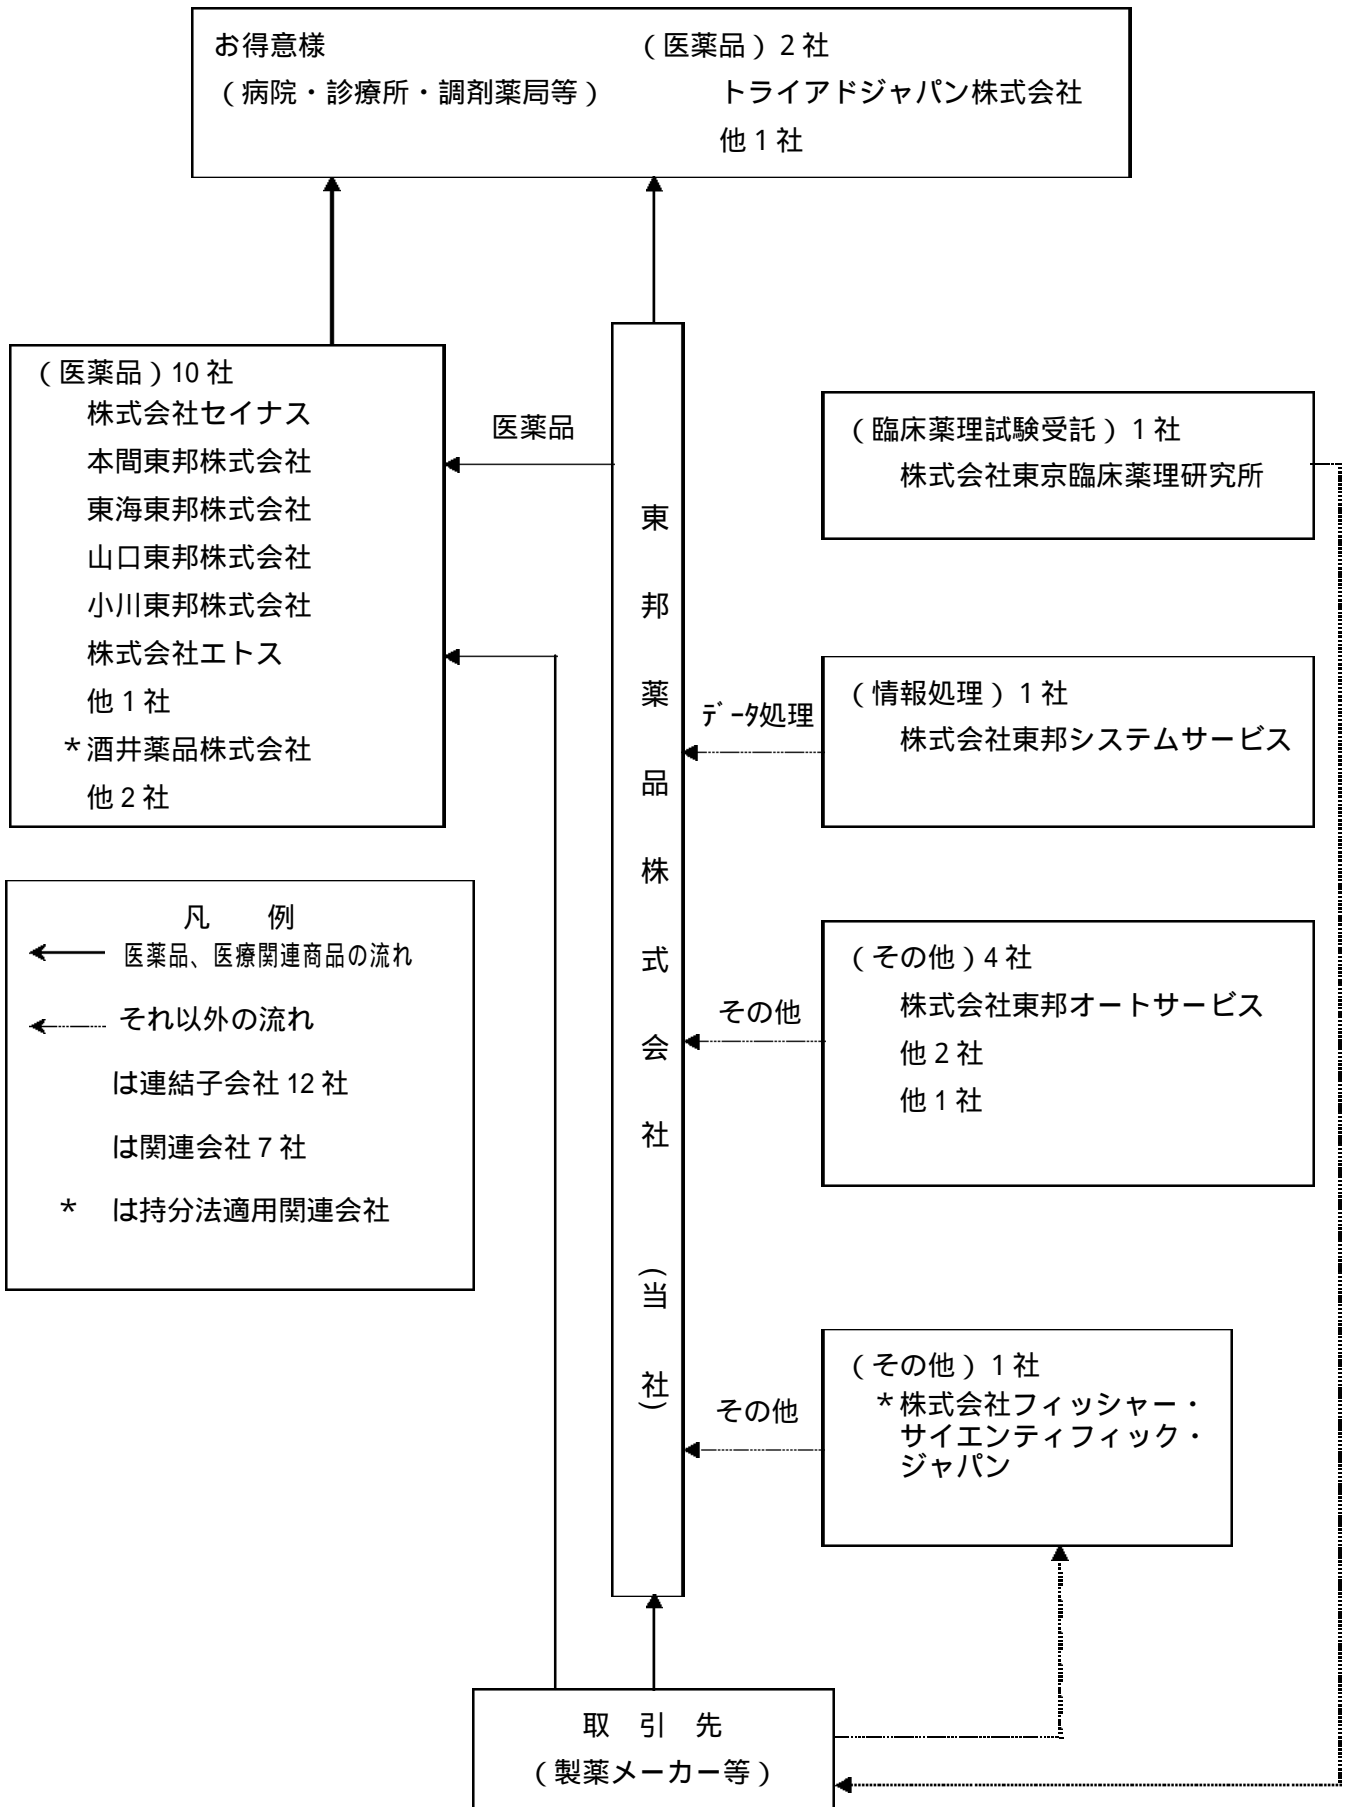 お得意様
（病院・診療所・調剤薬局等）
（医薬品）2社
トライアドジャパン株式会社
他1社
（医薬品）10社
株式会社セイナス
本間東邦株式会社
東海東邦株式会社
山口東邦株式会社
小川東邦株式会社
株式会社エトス
他1社
*酒井薬品株式会社
他2社
医薬品
東邦薬品株式会社（当社）
（臨床薬理試験受託）1社
株式会社東京臨床薬理研究所
データ処理
（情報処理）1社
株式会社東邦システムサービス
その他
（その他）4社
株式会社東邦オートサービス
他2社
他1社
その他
（その他）1社
*株式会社フィッシャー・
サイエンティフィック・
ジャパン
凡　例
医薬品、医療関連商品の流れ
それ以外の流れ
は連結子会社12社
は関連会社7社
*　は持分法適用関連会社
取　引　先
（製薬メーカー等）